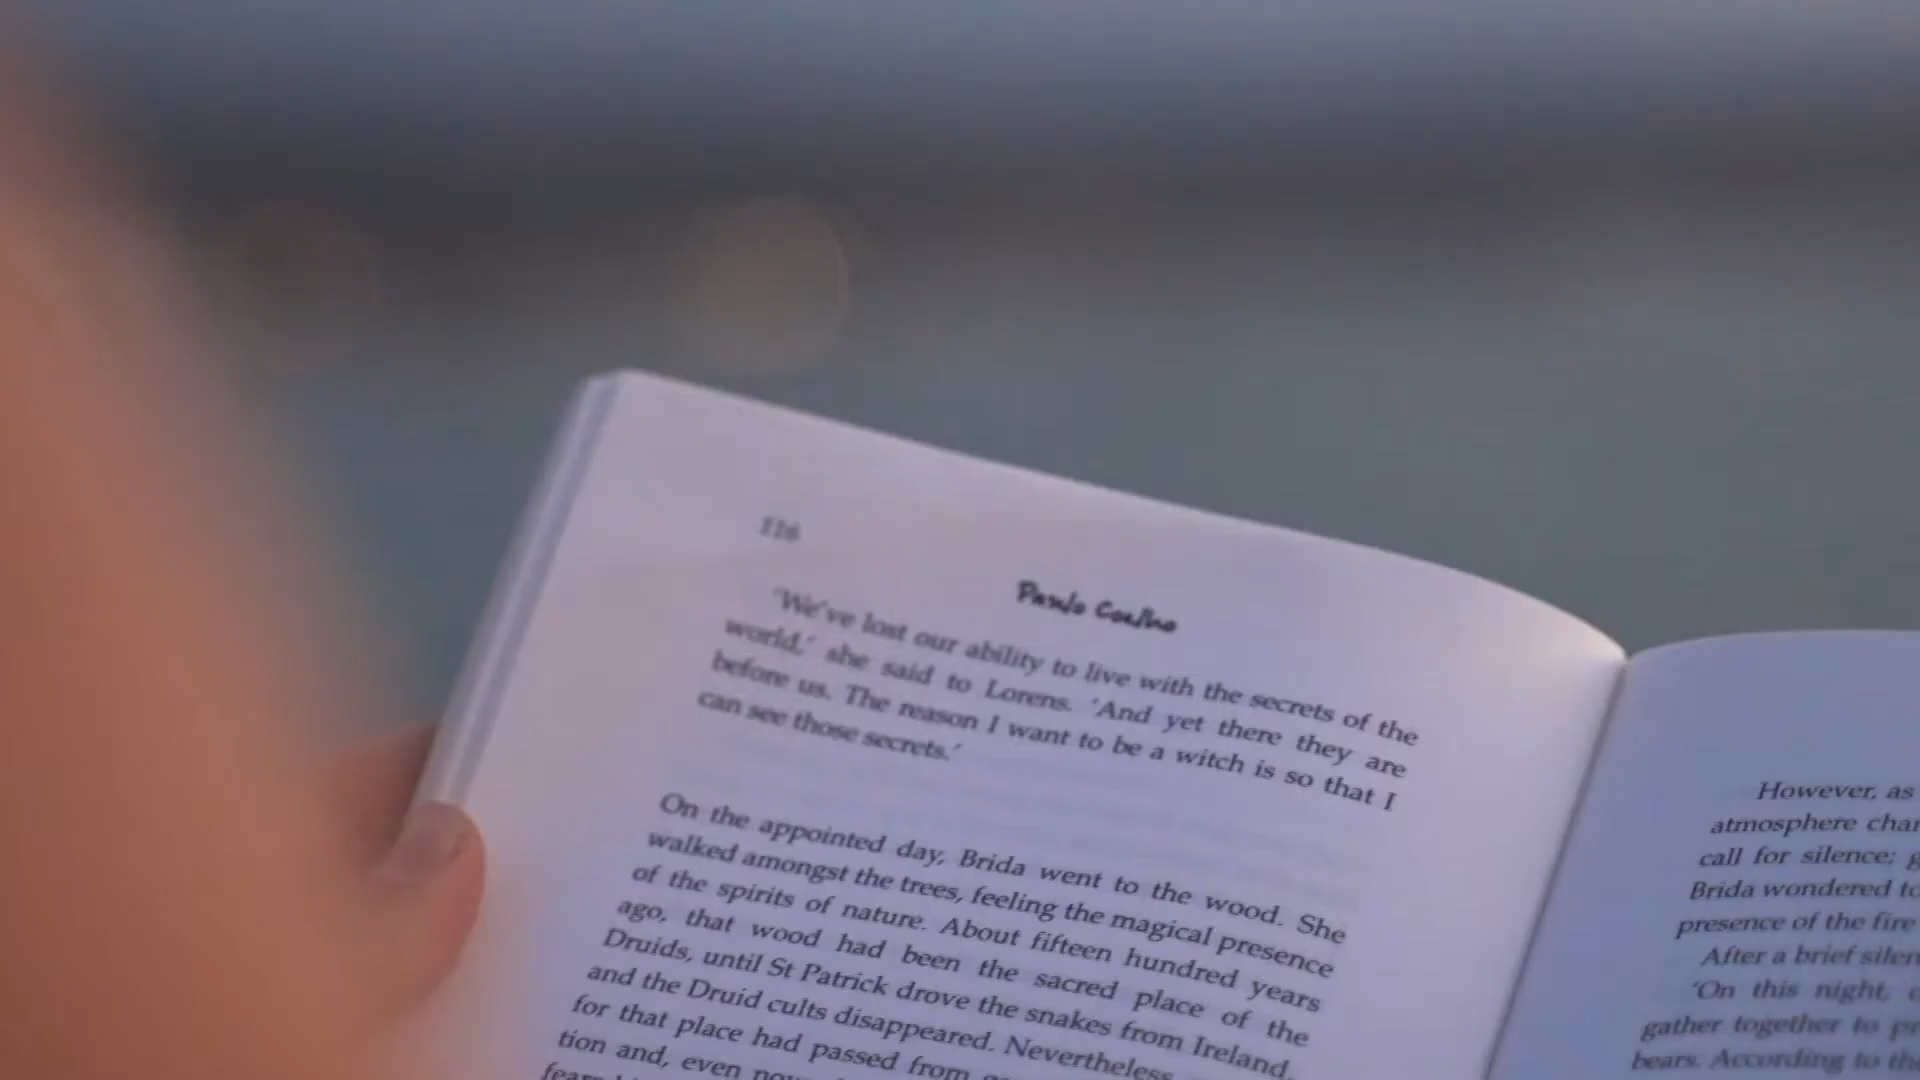 116
Paulo Coelho
'We've lost our ability to live with the secrets of the
world,' she said to Lorens. 'And yet there they are
before us. The reason I want to be a witch is so that I
can see those secrets.'
On the appointed day, Brida went to the wood. She
walked amongst the trees, feeling the magical presence
of the spirits of nature. About fifteen hundred years
ago, that wood had been the sacred place of the
Druids, until St Patrick drove the snakes from Ireland,
and the Druid cults disappeared. Nevertheless,
for that place had passed from
tion and, even now,
However, as
atmosphere chan
call for silence; g
Brida wondered to
presence of the fire
After a brief silen
'On this night,
gather together to pr
bears. According to the